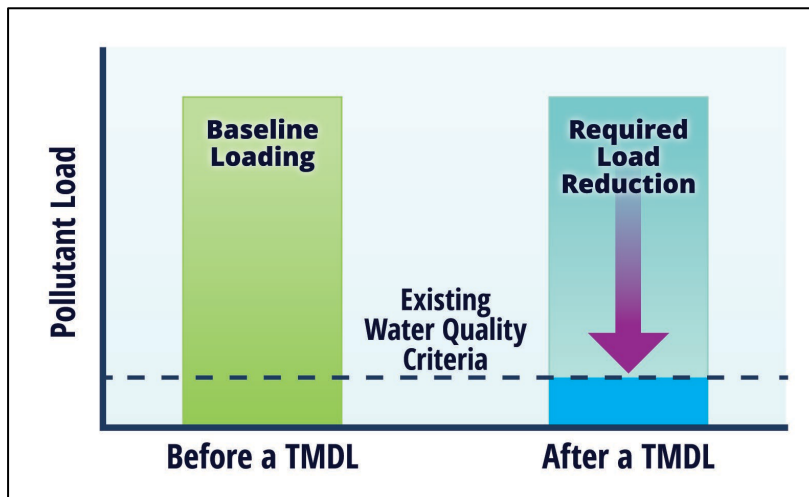 Pollutant Load
Baseline
Loading
Required
Load
Reduction
Existing
Water Quality
Criteria
Before a TMDL
After a TMDL